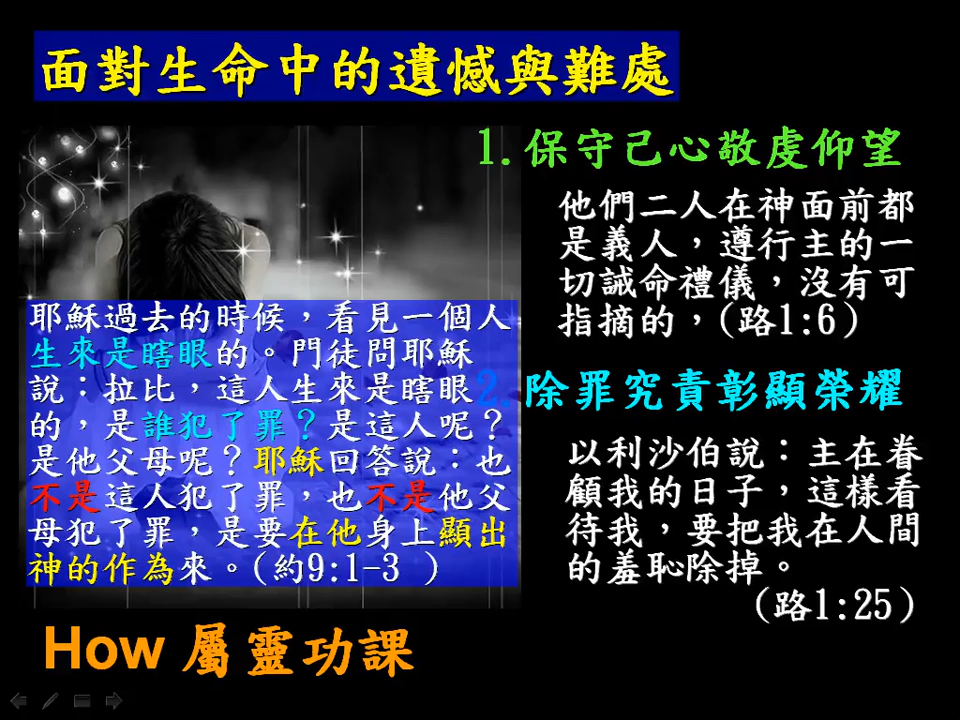 面對生命中的遺憾與難處
1.保守己心敬虔仰望
他們二人在神面前都
是義人，遵行主的一
切誡命禮儀，沒有可
指摘的，(路1:6)
耶穌過去的時候，看見一個人
生來是瞎眼的。門徒問耶穌
說：拉比，這人生來是瞎眼
的，是誰犯了罪？是這人呢？
是他父母呢？耶穌回答說：也
不是這人犯了罪，也不是他父
母犯了罪，是要在他身上顯出
神的作為來。(約9:1-3 )
2.除罪究責彰顯榮耀
以利沙伯說：主在眷
顧我的日子，這樣看
待我，要把我在人間
的羞恥除掉。
(路1:25)
How 屬靈功課